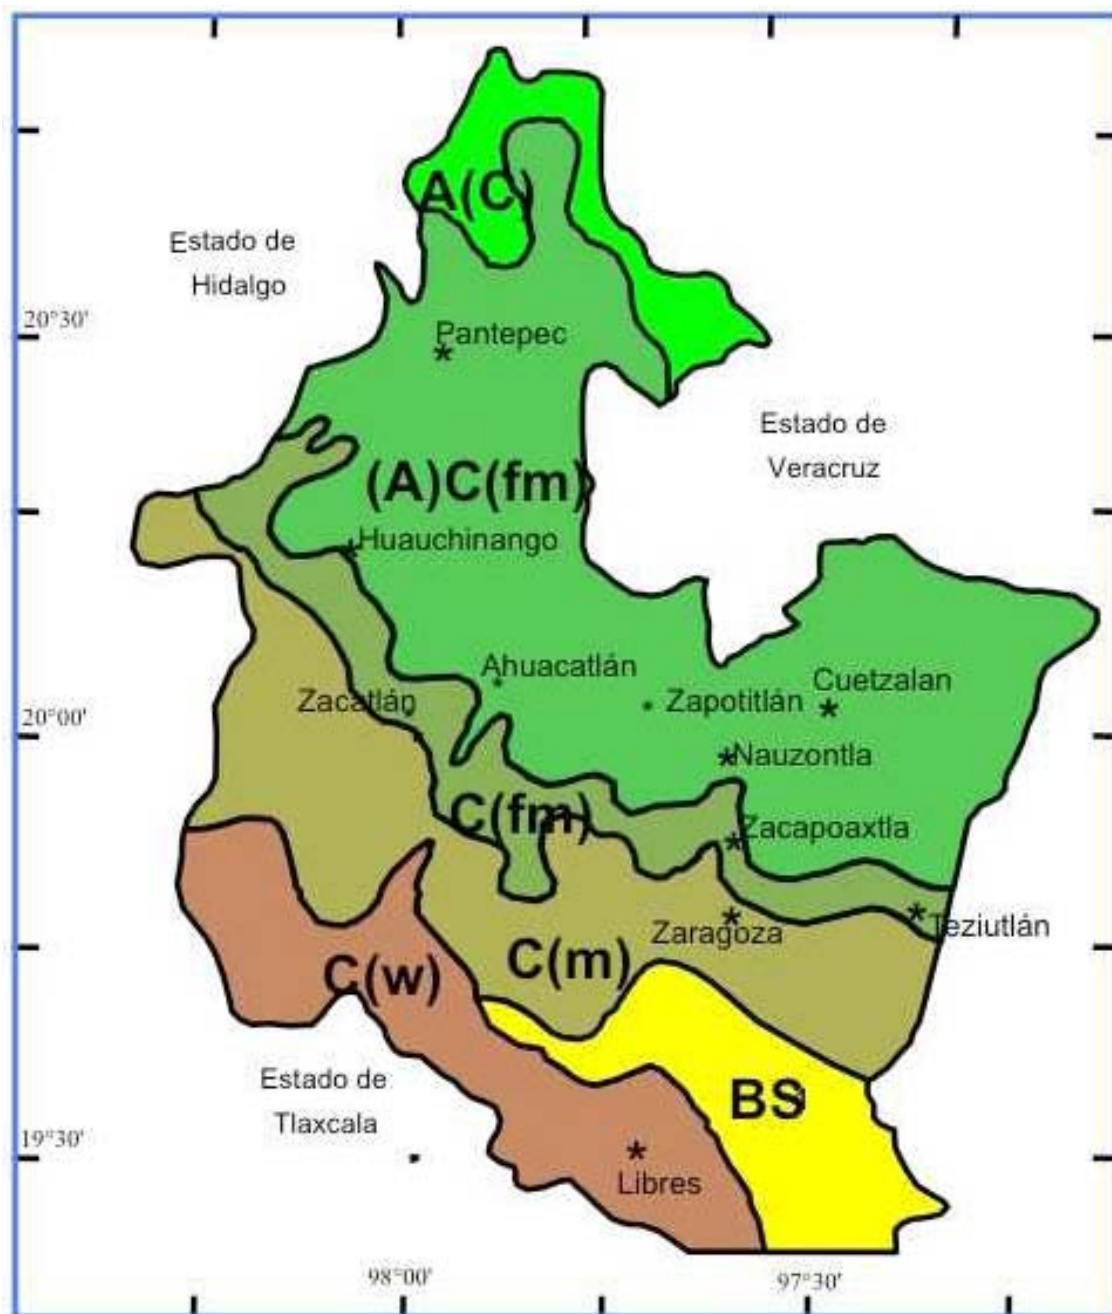 A(C)
Estado de
Hidalgo
20°30'
Pantepec
Estado de
Veracruz
(A)C(fm)
Huauchinango
Ahuacatlán
Zacatlán
Zapotitlán
Cuetzalan
20°00'
Nauzontla
C(fm)
Zacapoaxtla
Zaragoza
Teziutlán
C(m)
C(w)
Estado de
Tlaxcala
BS
19°30'
Libres
98°00'
97°30'